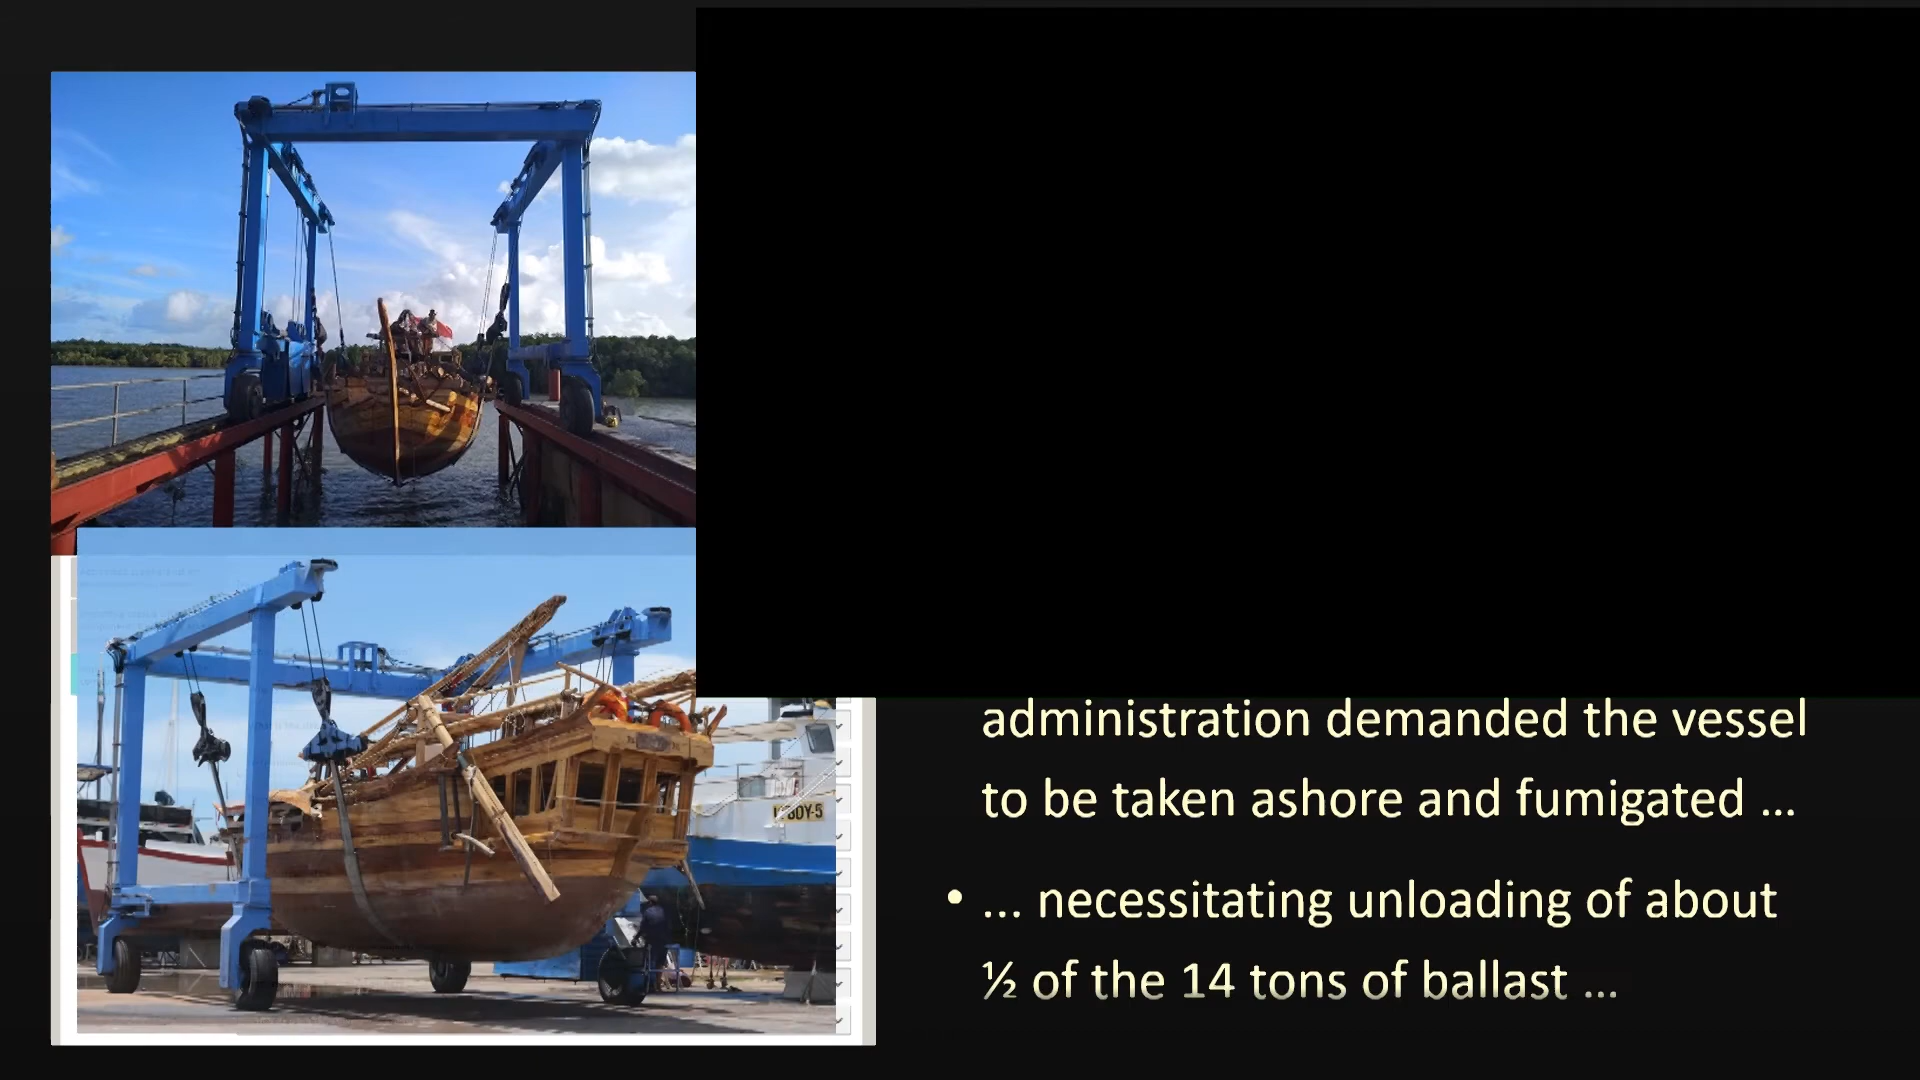 administration demanded the vessel
to be taken ashore and fumigated ...
• ... necessitating unloading of about
½ of the 14 tons of ballast ...